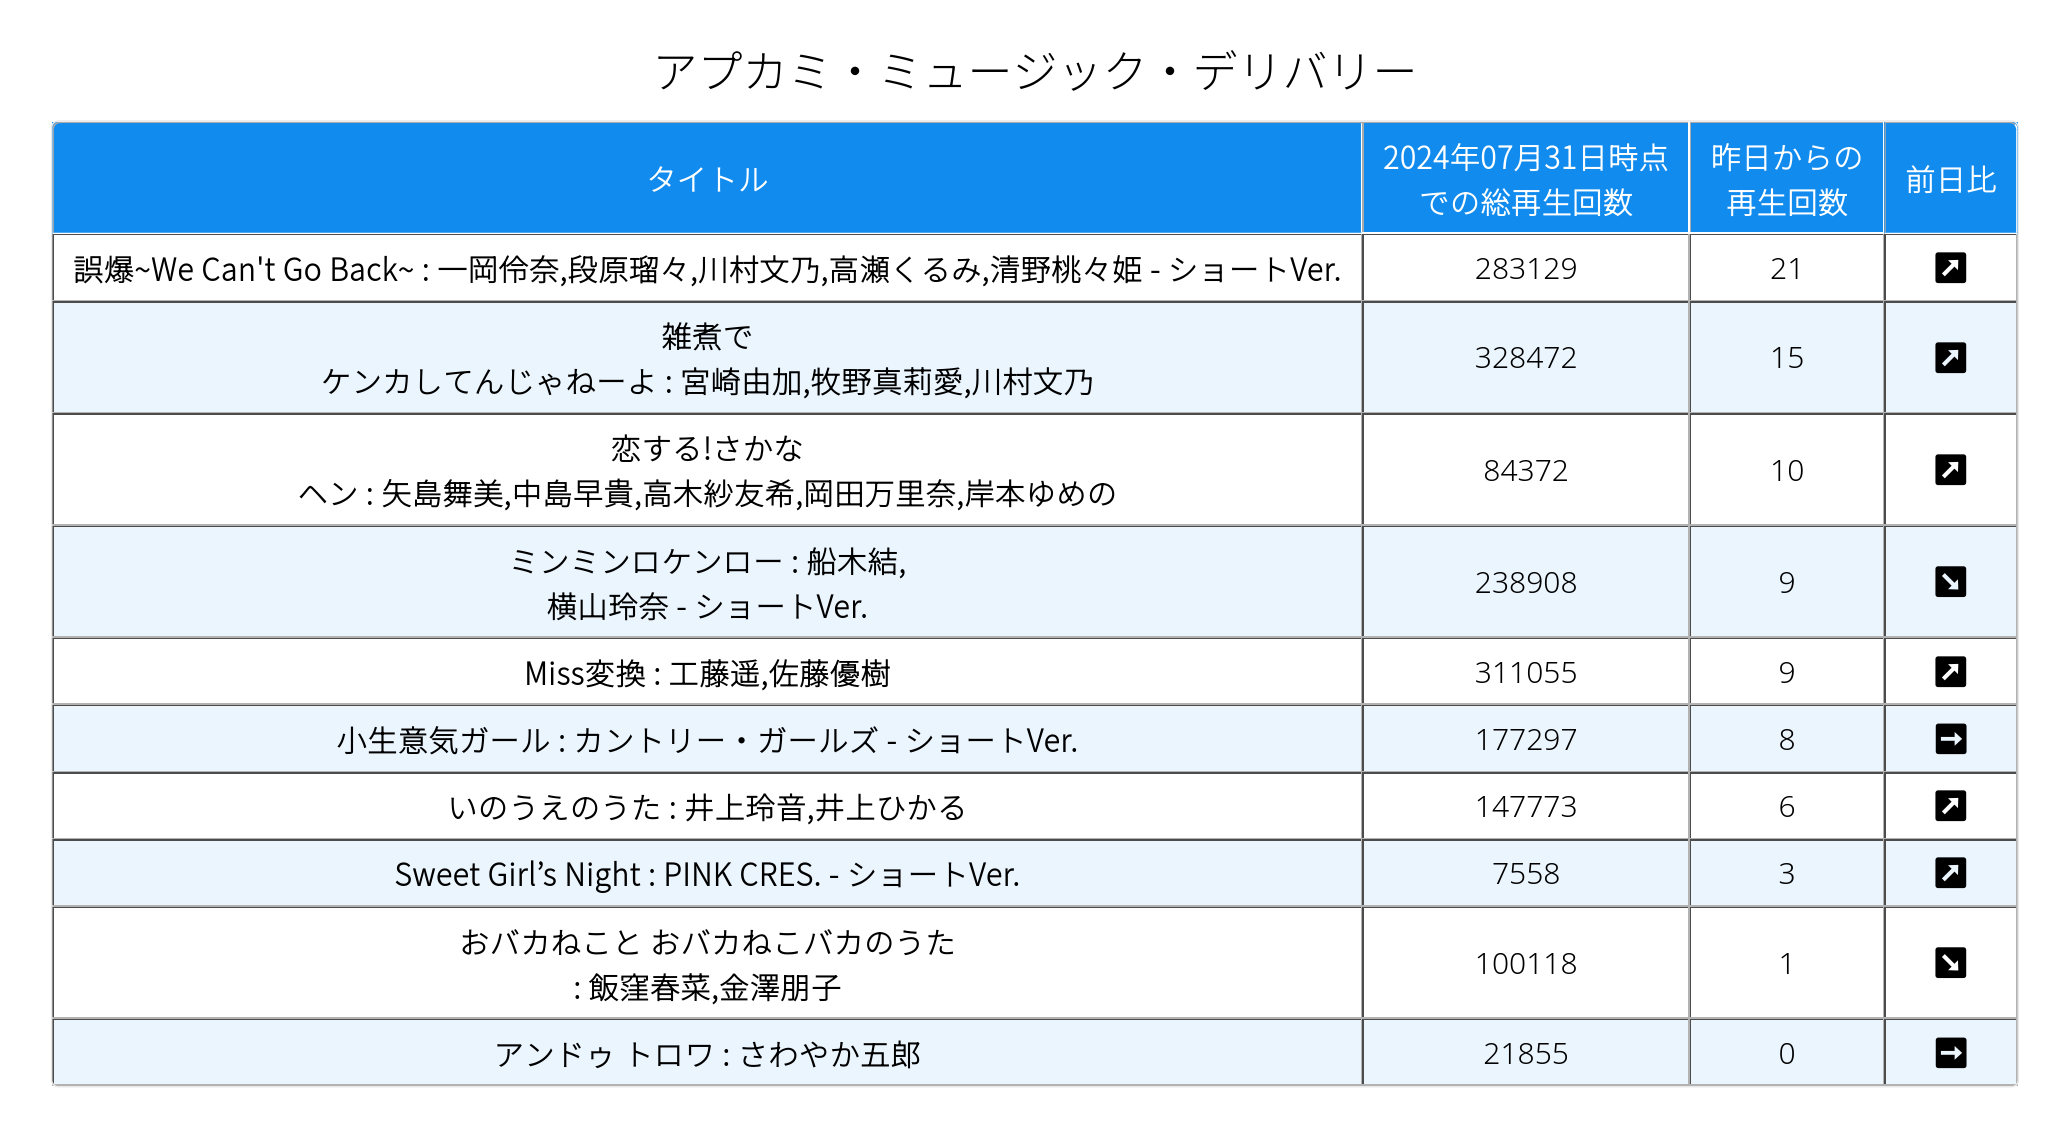 アプカミ・ミュージック・デリバリー
タイトル
2024年07月31日時点
での総再生回数
昨日からの
再生回数
前日比
誤爆~We Can't Go Back~ : 一岡伶奈,段原瑠々,川村文乃,高瀬くるみ,清野桃々姫 - ショートVer.
283129
21
雑煮で
ケンカしてんじゃねーよ : 宮崎由加,牧野真莉愛,川村文乃
328472
15
恋する!さかな
ヘン : 矢島舞美,中島早貴,高木紗友希,岡田万里奈,岸本ゆめの
84372
10
ミンミンロケンロー : 船木結,
横山玲奈 - ショートVer.
238908
9
Miss変換 : 工藤遥,佐藤優樹
311055
9
小生意気ガール : カントリー・ガールズ - ショートVer.
177297
8
いのうえのうた : 井上玲音,井上ひかる
147773
6
Sweet Girl’s Night : PINK CRES. - ショートVer.
7558
3
おバカねこと おバカねこバカのうた
: 飯窪春菜,金澤朋子
100118
1
アンドゥ トロワ : さわやか五郎
21855
0